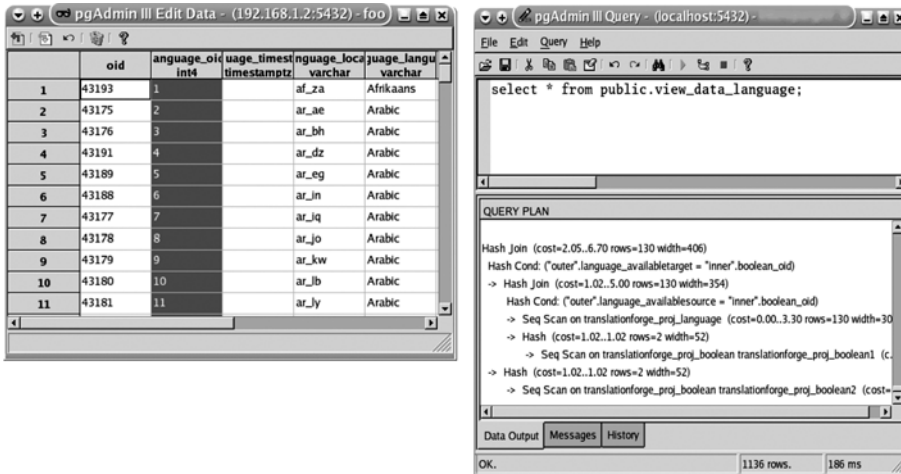 pgAdmin III Edit Data - (192.168.1.2:5432) - foo
oid anguage_oid uage_timest nguage_loca guage_langu
int4 timestamptz varchar varchar
1 43193 1 af_za Afrikaans
2 43175 2 ar_ae Arabic
3 43176 3 ar_bh Arabic
4 43191 4 ar_dz Arabic
5 43189 5 ar_eg Arabic
6 43188 6 ar_in Arabic
7 43177 7 ar_iq Arabic
8 43178 8 ar_jo Arabic
9 43179 9 ar_kw Arabic
10 43180 10 ar_lb Arabic
11 43181 11 ar_ly Arabic
pgAdmin III Query - (localhost:5432) -
File Edit Query Help
select * from public.view_data_language;
QUERY PLAN
Hash Join (cost=2.05..6.70 rows=130 width=406)
Hash Cond: ("outer".language_availabletarget = "inner".boolean_oid)
-> Hash Join (cost=1.02..5.00 rows=130 width=354)
Hash Cond: ("outer".language_availablesource = "inner".boolean_oid)
-> Seq Scan on translationforge_proj_language (cost=0.00..3.30 rows=130 width=30
-> Hash (cost=1.02..1.02 rows=2 width=52)
-> Seq Scan on translationforge_proj_boolean translationforge_proj_boolean1 (c.
-> Hash (cost=1.02..1.02 rows=2 width=52)
-> Seq Scan on translationforge_proj_boolean translationforge_proj_boolean2 (cost=
Data Output Messages History
OK. 1136 rows. 186 ms